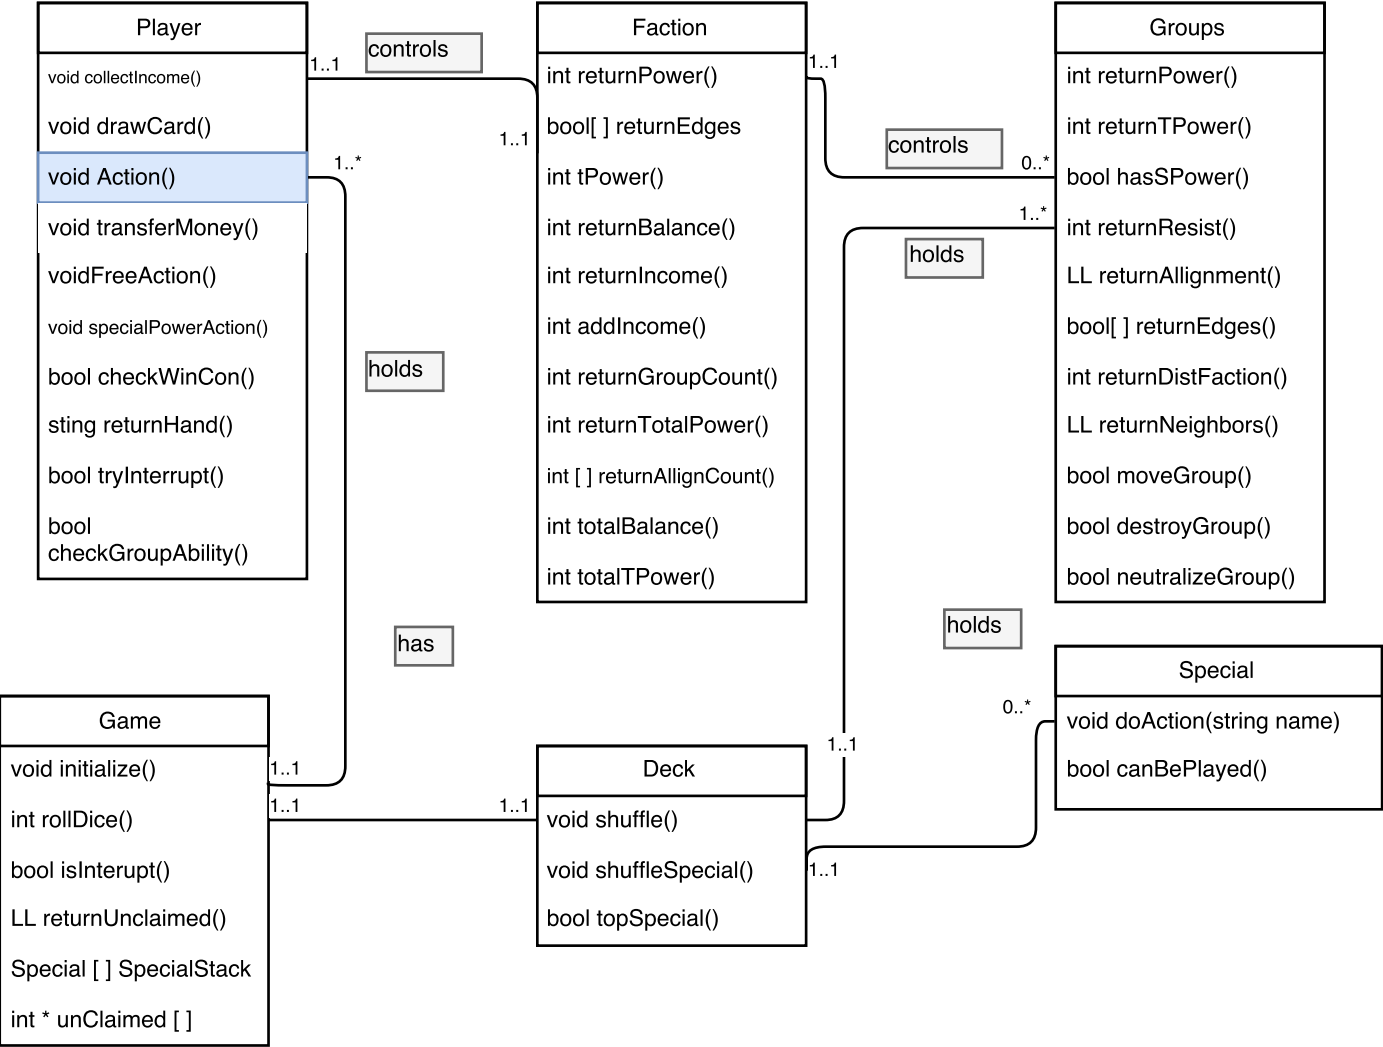 Player
void collectIncome()
void drawCard()
void Action()
void transferMoney()
voidFreeAction()
void specialPowerAction()
bool checkWinCon()
sting returnHand()
bool tryInterrupt()
bool
checkGroupAbility()
1..1
controls
1..1
1..*
holds
has
Faction
int returnPower()
bool[ ] returnEdges
int tPower()
int returnBalance()
int returnIncome()
int addIncome()
int returnGroupCount()
int returnTotalPower()
int [ ] returnAllignCount()
int totalBalance()
int totalTPower()
1..1
controls
0..*
1..*
holds
Groups
int returnPower()
int returnTPower()
bool hasSPower()
int returnResist()
LL returnAllignment()
bool[ ] returnEdges()
int returnDistFaction()
LL returnNeighbors()
bool moveGroup()
bool destroyGroup()
bool neutralizeGroup()
Game
void initialize()
int rollDice()
bool isInterupt()
LL returnUnclaimed()
Special [ ] SpecialStack
int * unClaimed [ ]
1..1
1..1
1..1
Deck
void shuffle()
void shuffleSpecial()
bool topSpecial()
1..1
1..1
holds
0..*
Special
void doAction(string name)
bool canBePlayed()